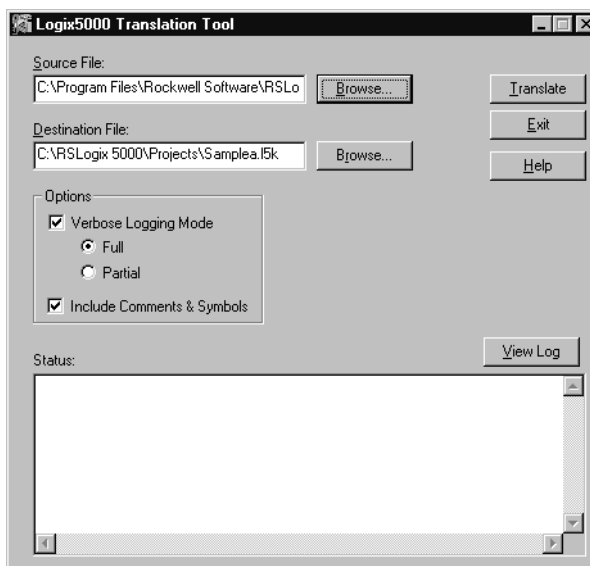 Logix5000 Translation Tool
Source File:
C:\Program Files\Rockwell Software\RSLo
Browse...
Translate
Exit
Destination File:
C:\RSLogix 5000\Projects\Samplea.l5k
Browse...
Help
Options
Verbose Logging Mode
Full
Partial
Include Comments & Symbols
View Log
Status: